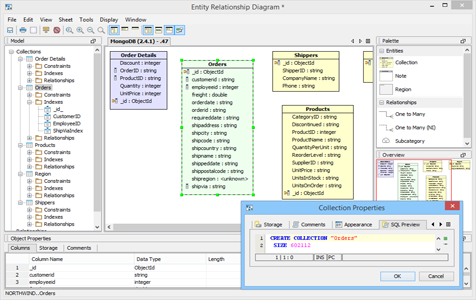 Entity Relationship Diagram *
File Edit Diagram Window
Model
MongoDB (2.4.1) - .47
Palette
Collections
Order Details
Constraints
Indexes
Relationships
Orders
Constraints
Indexes
_id_
CustomerID
EmployeeID
ShipViaIndex
Relationships
Products
Constraints
Indexes
Relationships
Region
Constraints
Indexes
Relationships
Shippers
Constraints
Indexes
Relationships
Order Details
Discount : integer
OrderID : string
ProductID : string
Quantity : integer
UnitPrice : integer
_id : ObjectId
Orders
_id : ObjectId
customerid : string
employeeid : integer
freight : double
orderdate : string
orderid : string
requireddate : string
shipaddress : string
shipcity : string
shipcode : string
shipcountry : string
shipname : string
shippeddate : string
shippostalcode : string
shipregion : <unknown>
shipvia : string
Shippers
_id : ObjectId
ShipperID : string
CompanyName : string
Phone : string
Products
CategoryID : string
Discontinued : string
ProductID : integer
ProductName : string
QuantityPerUnit : string
ReorderLevel : string
SupplierID : string
UnitPrice : string
UnitsInStock : string
UnitsOnOrder : string
_id : ObjectId
Entities
Collection
Note
Region
Relationships
One to Many
One to Many (NI)
Subcategory
Overview
Object Properties
Columns Storage Comments
Column Name Data Type Length
_id ObjectId
customerid string
employeeid integer
NORTHWIND..Orders
Collection Properties
Storage Comments Appearance SQL Preview
1 CREATE COLLECTION "Orders"
2 SIZE 602112
1 | 1 : 0 INS PC
OK Cancel